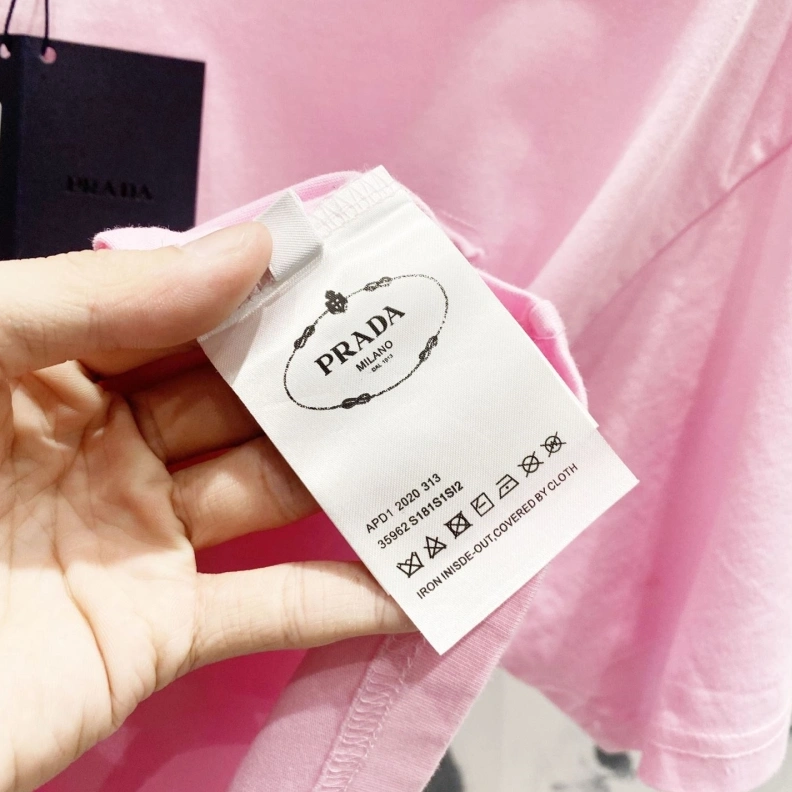 PRADA
PRADA
MILANO
DAL 1913
APD1 2020 313
35962 S181S1SI2
IRON INISDE-OUT,COVERED BY CLOTH